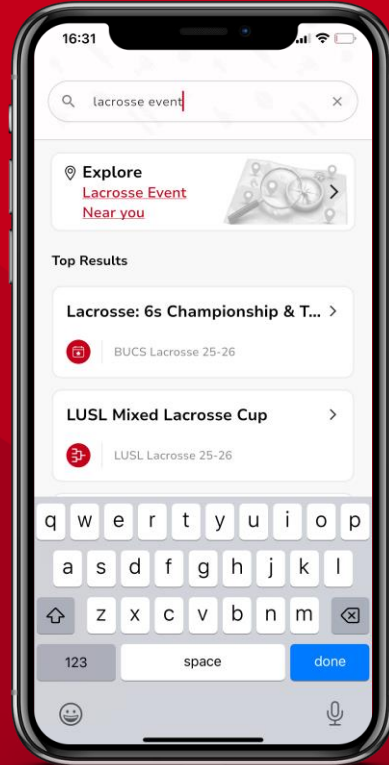 16:31
lacrosse event
Explore
Lacrosse Event
Near you
Top Results
Lacrosse: 6s Championship & T...
BUCS Lacrosse 25-26
LUSL Mixed Lacrosse Cup
LUSL Lacrosse 25-26
q w e r t y u i o p
a s d f g h j k l
z x c v b n m
123 space done